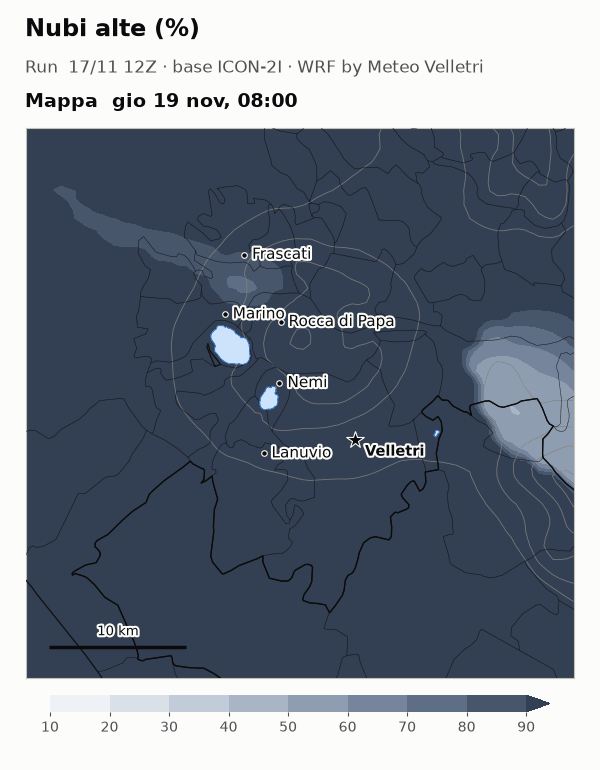 Nubi alte (%)
Run  17/11 12Z · base ICON-2I · WRF by Meteo Velletri
Mappa  gio 19 nov, 08:00
Frascati
Marino
Rocca di Papa
Nemi
Velletri
Lanuvio
10 km
10 20 30 40 50 60 70 80 90